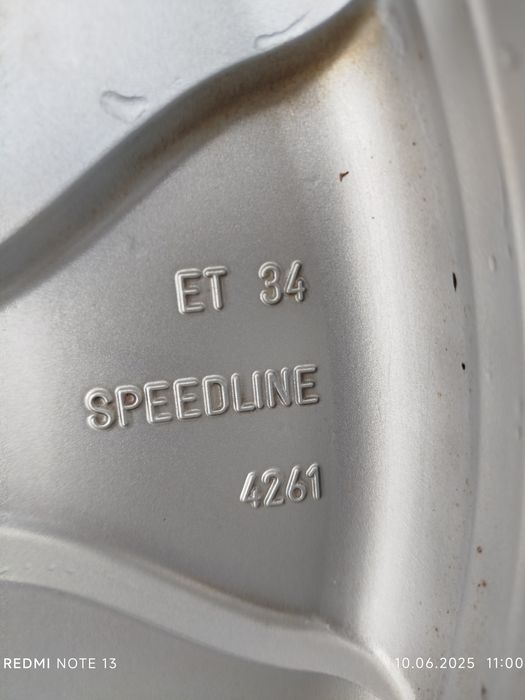 ET 34
SPEEDLINE
4261
REDMI NOTE 13
10.06.2025 11:00